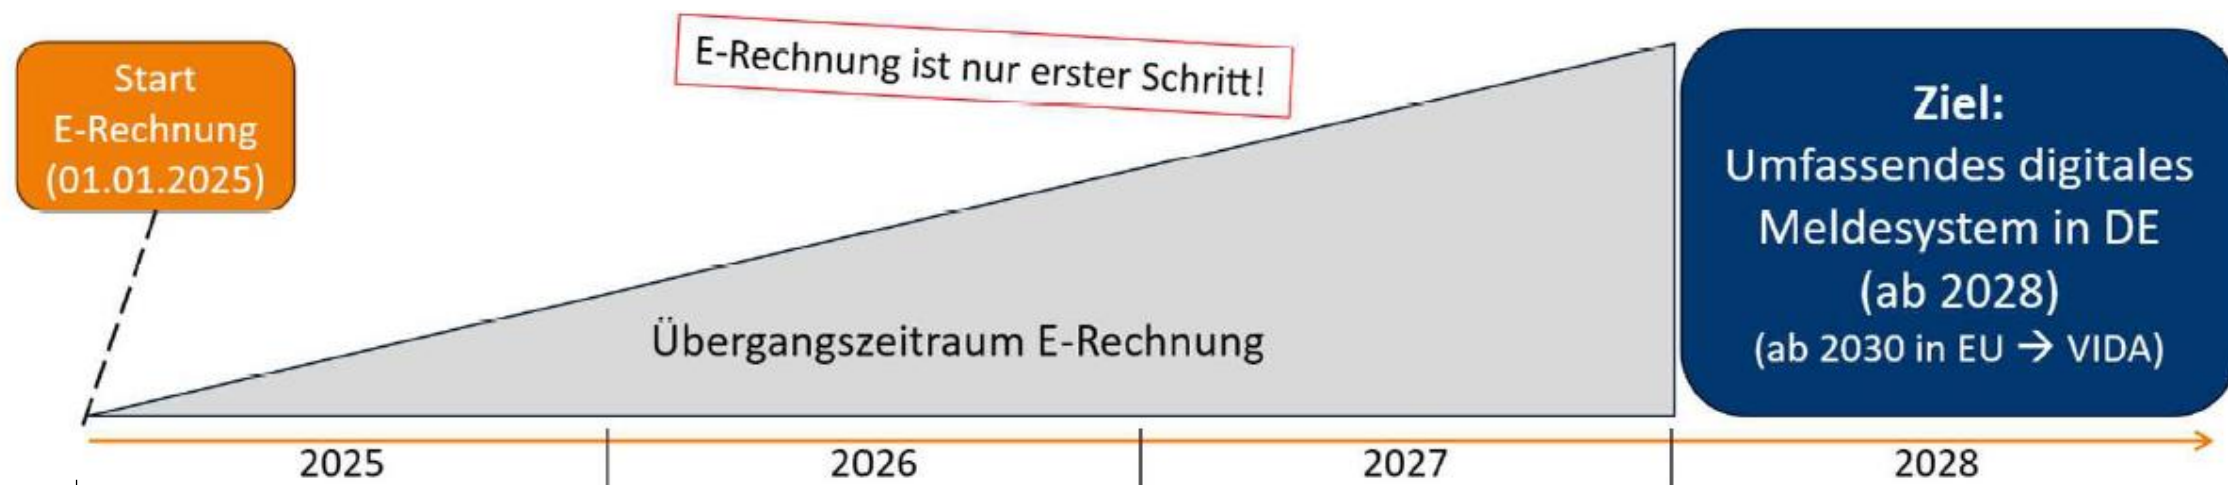 Start
E-Rechnung
(01.01.2025)
E-Rechnung ist nur erster Schritt!
Übergangszeitraum E-Rechnung
Ziel:
Umfassendes digitales
Meldesystem in DE
(ab 2028)
(ab 2030 in EU → VIDA)
2025
2026
2027
2028